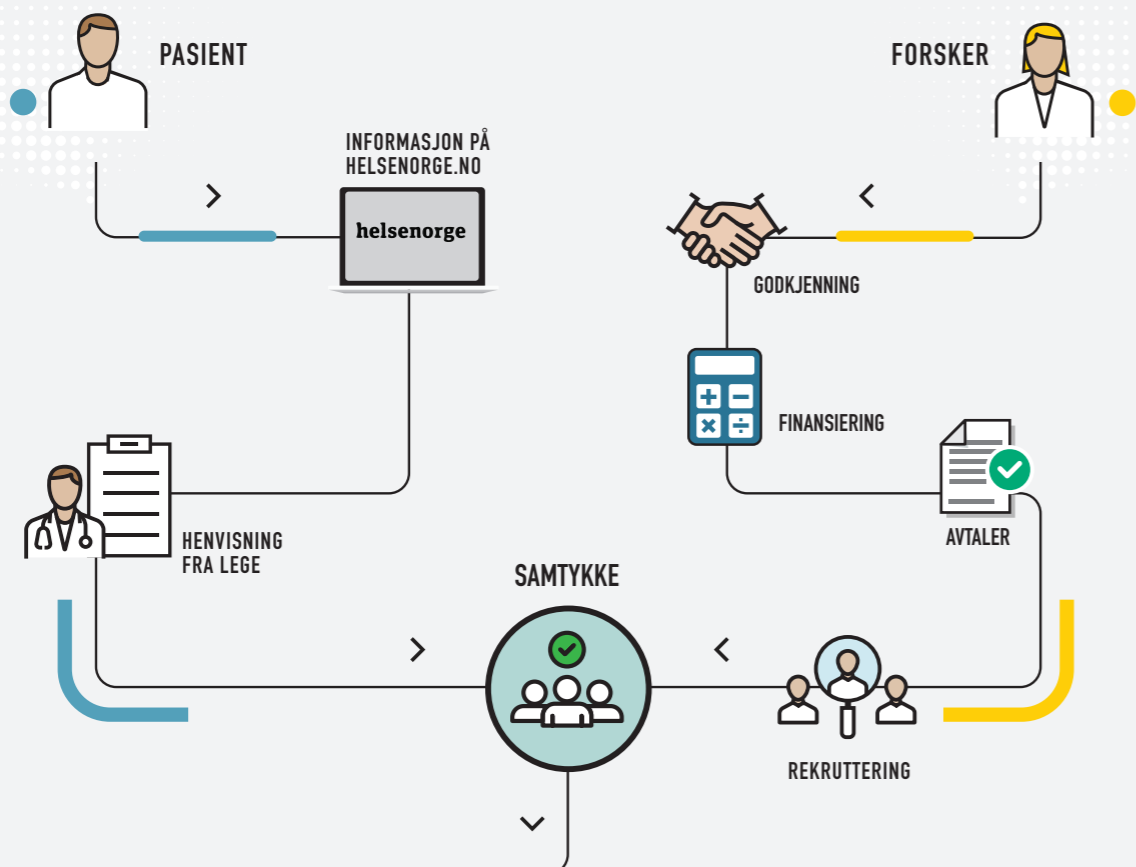 PASIENT
FORSKER
INFORMASJON PÅ
HELSENORGE.NO
helsenorge
GODKJENNING
FINANSIERING
AVTALER
HENVISNING
FRA LEGE
SAMTYKKE
REKRUTTERING